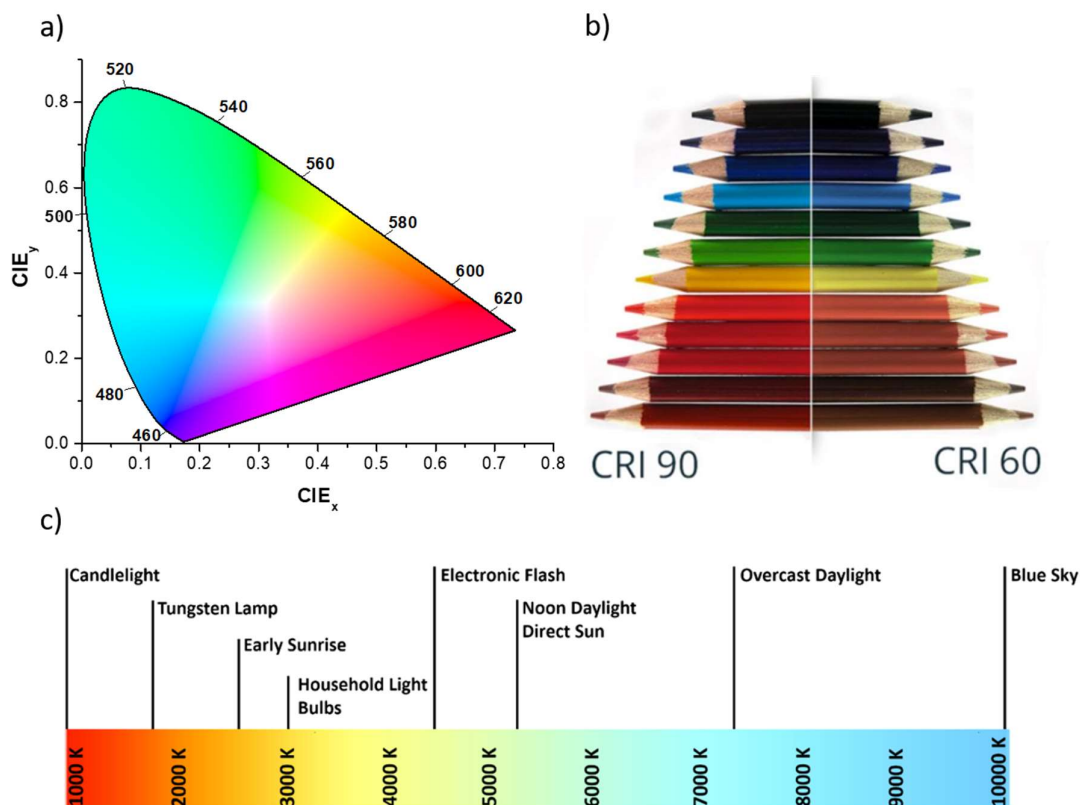 a)
b)
520
540
560
580
600
620
500
480
460
0.8
0.6
0.4
0.2
0.0
0.0 0.1 0.2 0.3 0.4 0.5 0.6 0.7 0.8
CIEy
CIEx
CRI 90
CRI 60
c)
Candlelight
Tungsten Lamp
Early Sunrise
Household Light
Bulbs
Electronic Flash
Noon Daylight
Direct Sun
Overcast Daylight
Blue Sky
1000 K
2000 K
3000 K
4000 K
5000 K
6000 K
7000 K
8000 K
9000 K
10000 K